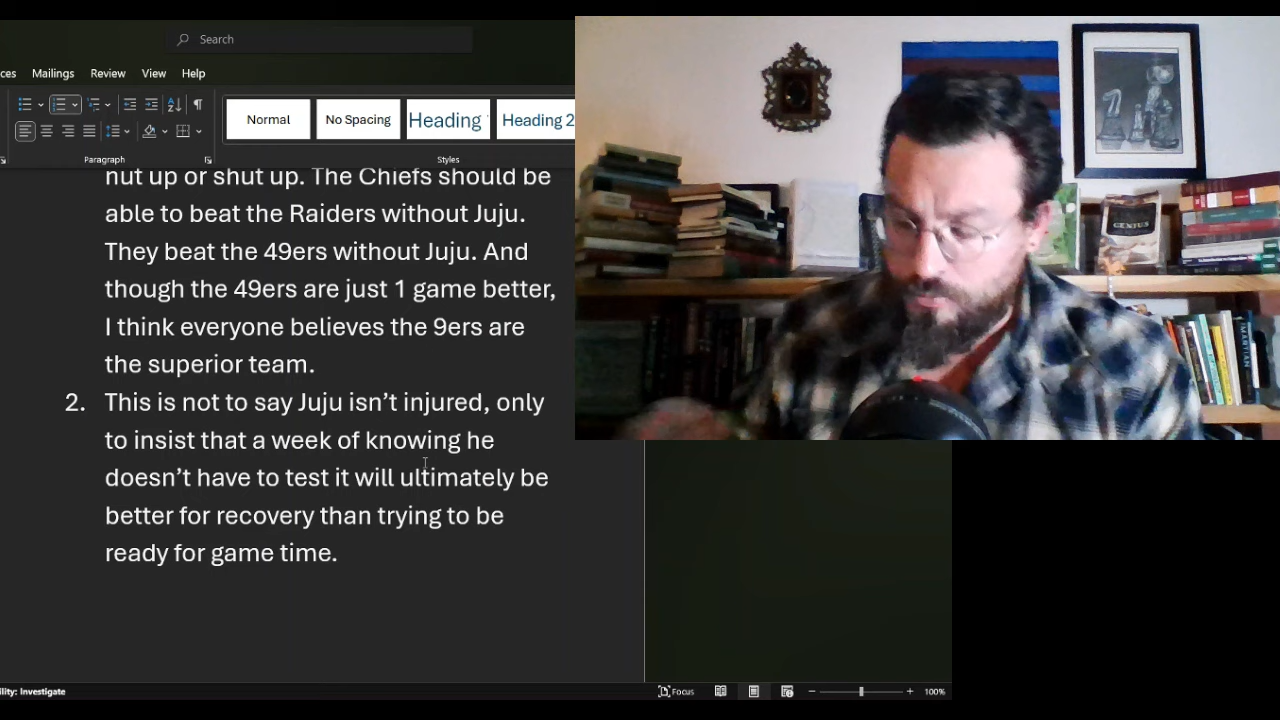 Search
ces Mailings Review View Help
Normal
No Spacing
Heading
Heading 2
Paragraph
Styles
nut up or shut up. The Chiefs should be
able to beat the Raiders without Juju.
They beat the 49ers without Juju. And
though the 49ers are just 1 game better,
I think everyone believes the 9ers are
the superior team.
2. This is not to say Juju isn’t injured, only
to insist that a week of knowing he
doesn’t have to test it will ultimately be
better for recovery than trying to be
ready for game time.
GENIUS
MARTIAN
ility: Investigate
Focus
100%